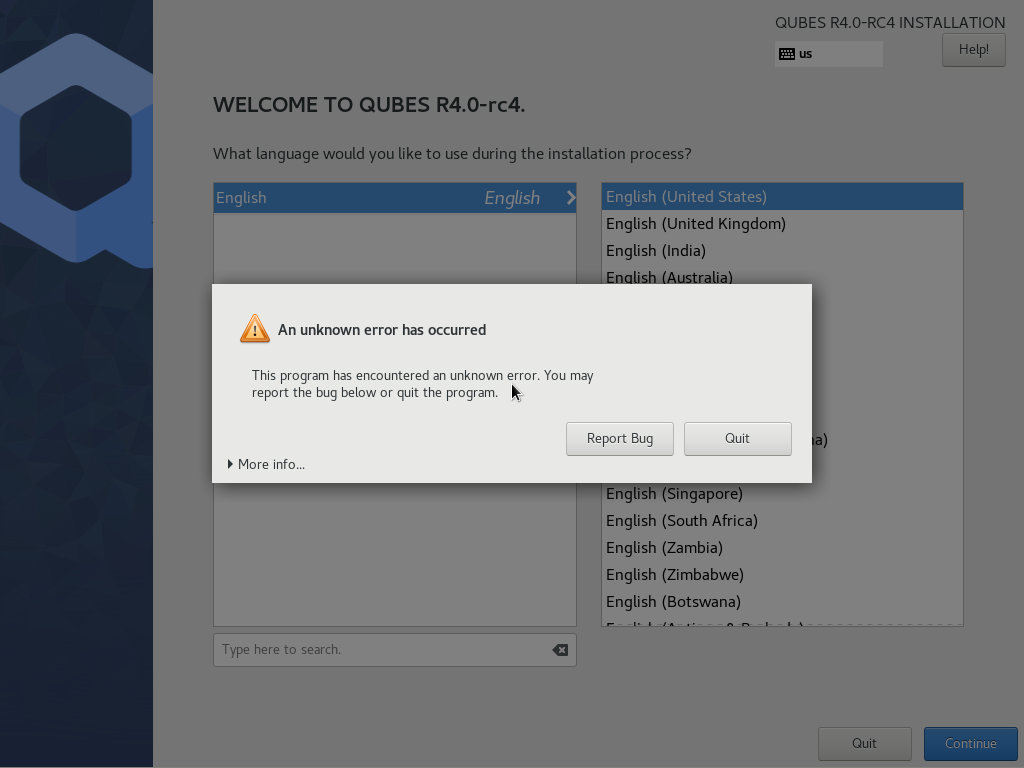 QUBES R4.0-RC4 INSTALLATION
us
Help!
WELCOME TO QUBES R4.0-rc4.
What language would you like to use during the installation process?
English English
English (United States)
English (United Kingdom)
English (India)
English (Australia)
An unknown error has occurred
This program has encountered an unknown error. You may
report the bug below or quit the program.
Report Bug Quit
More info...
English (Singapore)
English (South Africa)
English (Zambia)
English (Zimbabwe)
English (Botswana)
Type here to search.
Quit Continue